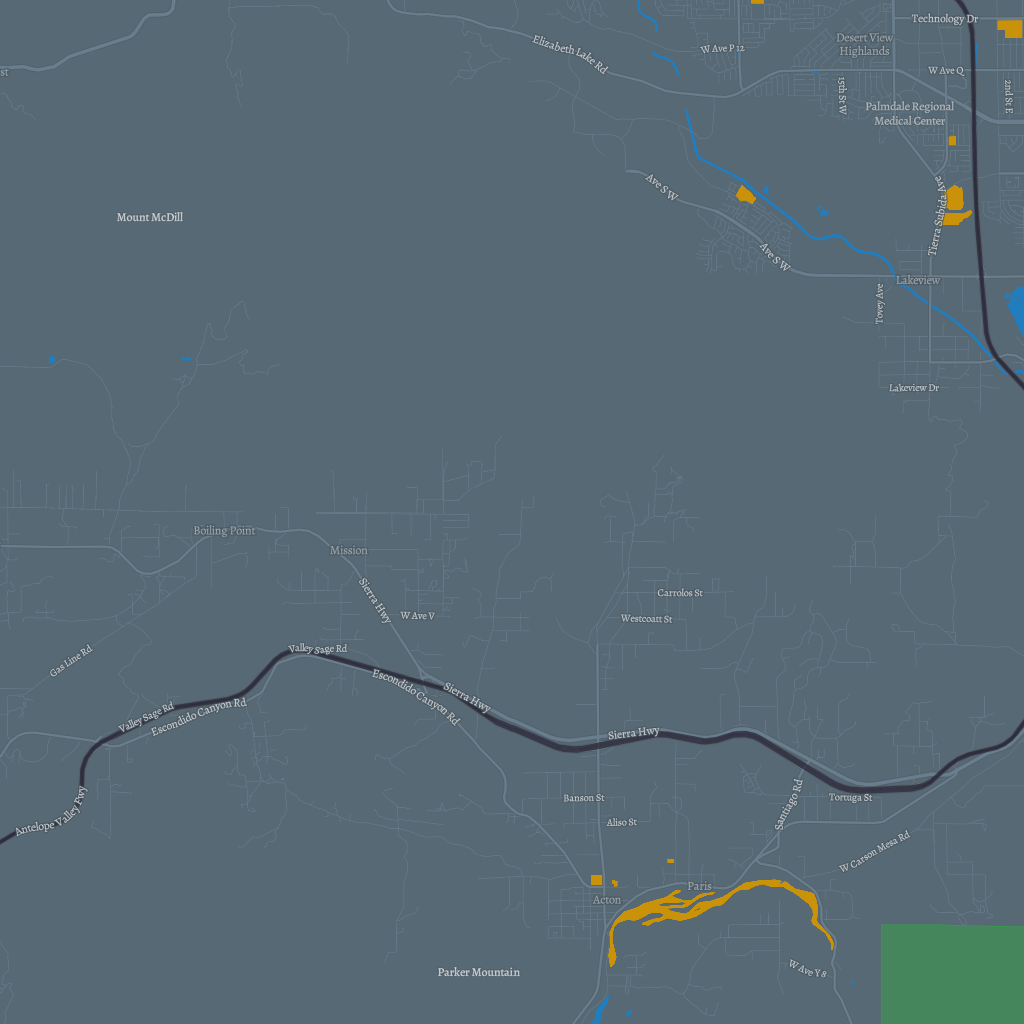 Technology Dr
Desert View
Highlands
Elizabeth Lake Rd
W Ave P 12
W Ave Q
st
15th St W
2nd St E
Palmdale Regional
Medical Center
Ave S W
Tierra Subida Ave
Mount McDill
Ave S W
Lakeview
Tovey Ave
Lakeview Dr
Boiling Point
Mission
Sierra Hwy
Carrolos St
W Ave V
Westcoatt St
Gas Line Rd
Valley Sage Rd
Escondido Canyon Rd
Sierra Hwy
Valley Sage Rd
Escondido Canyon Rd
Sierra Hwy
Antelope Valley Fwy
Banson St
Santiago Rd
Tortuga St
Aliso St
W Carson Mesa Rd
Paris
Acton
Parker Mountain
W Ave Y 8